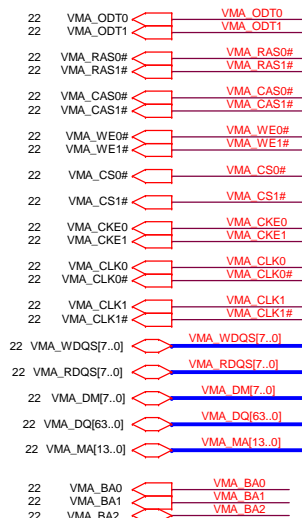 22 VMA_ODT0 VMA_ODT0
22 VMA_ODT1 VMA_ODT1
22 VMA_RAS0# VMA_RAS0#
22 VMA_RAS1# VMA_RAS1#
22 VMA_CAS0# VMA_CAS0#
22 VMA_CAS1# VMA_CAS1#
22 VMA_WE0# VMA_WE0#
22 VMA_WE1# VMA_WE1#
22 VMA_CS0# VMA_CS0#
22 VMA_CS1# VMA_CS1#
22 VMA_CKE0 VMA_CKE0
22 VMA_CKE1 VMA_CKE1
22 VMA_CLK0 VMA_CLK0
22 VMA_CLK0# VMA_CLK0#
22 VMA_CLK1 VMA_CLK1
22 VMA_CLK1# VMA_CLK1#
22 VMA_WDQS[7..0] VMA_WDQS[7..0]
22 VMA_RDQS[7..0] VMA_RDQS[7..0]
22 VMA_DM[7..0] VMA_DM[7..0]
22 VMA_DQ[63..0] VMA_DQ[63..0]
22 VMA_MA[13..0] VMA_MA[13..0]
22 VMA_BA0 VMA_BA0
22 VMA_BA1 VMA_BA1
22 VMA_BA2 VMA_BA2